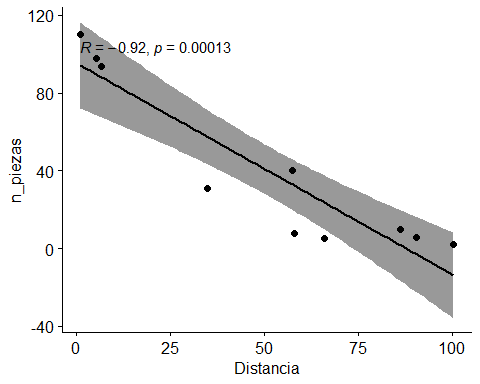 120
R = −0.92, p = 0.00013
80
n_piezas
40
0
-40
0 25 50 75 100
Distancia